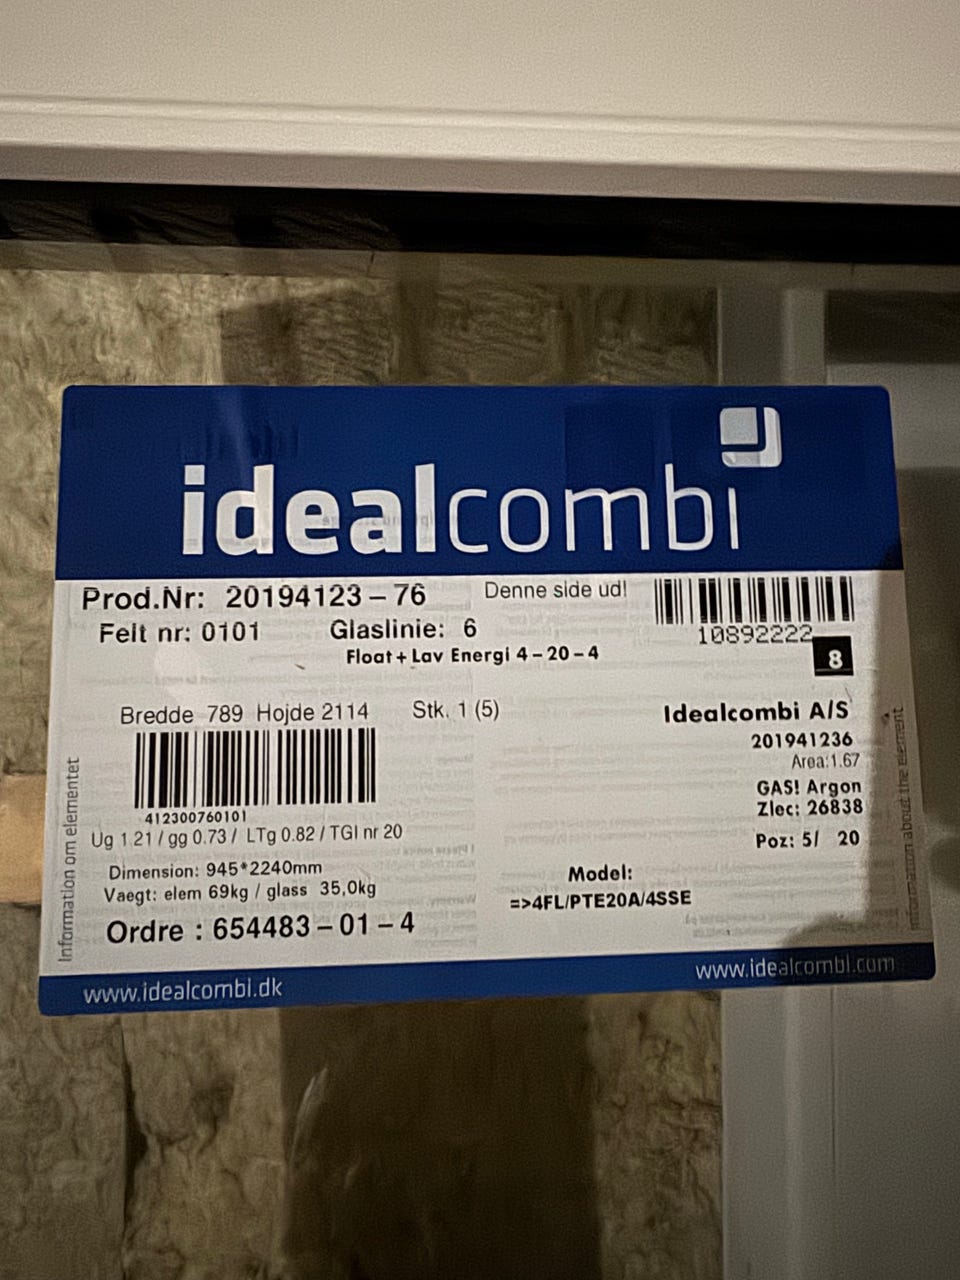 idealcombi
Prod.Nr: 20194123-76
Denne side ud!
Felt nr: 0101
Glaslinie: 6
10892222
Float+Lav Energi 4-20-4
8
Bredde 789 Hojde 2114
Stk. 1 (5)
Idealcombi A/S
201941236
Area:1.67
GAS! Argon
Zlec: 26838
Poz: 5/ 20
412300760101
Ug 1.21 / gg 0.73 / LTg 0.82 / TGI nr 20
Dimension: 945*2240mm
Vaegt: elem 69kg / glass 35.0kg
Ordre : 654483-01-4
Model:
=>4FL/PTE20A/4SSE
Information om elementet
Information about the element
www.idealcombi.dk
www.idealcombi.com